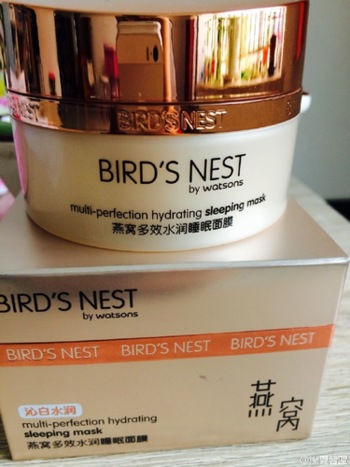 BIRD'S NEST
BIRD'S NEST
by watsons
multi-perfection hydrating sleeping mask
燕窝多效水润睡眠面膜
BIRD'S NEST
by watsons
BIRD'S NEST BIRD'S NEST BIRD'S NEST
沁白水润
multi-perfection hydrating
sleeping mask
燕窝多效水润睡眠面膜
燕窝